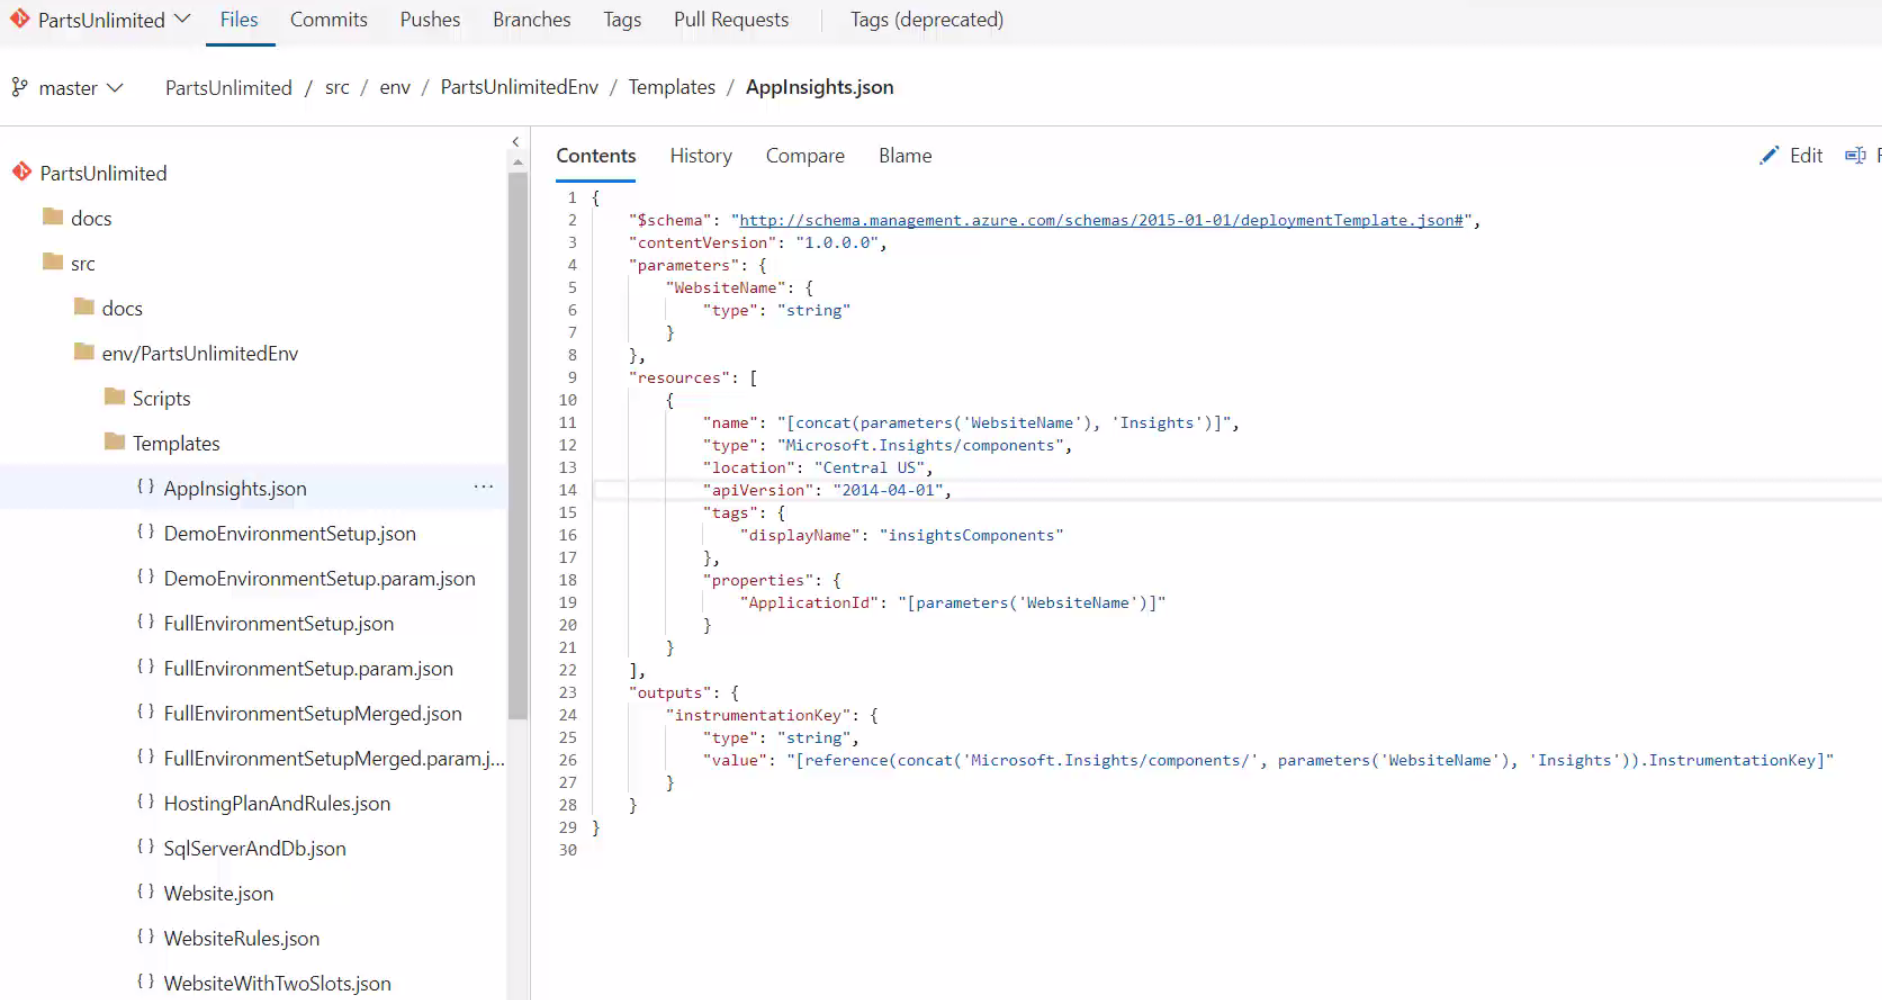 PartsUnlimited Files Commits Pushes Branches Tags Pull Requests Tags (deprecated)
master PartsUnlimited / src / env / PartsUnlimitedEnv / Templates / AppInsights.json
PartsUnlimited
docs
src
docs
env/PartsUnlimitedEnv
Scripts
Templates
{ } AppInsights.json ...
{ } DemoEnvironmentSetup.json
{ } DemoEnvironmentSetup.param.json
{ } FullEnvironmentSetup.json
{ } FullEnvironmentSetup.param.json
{ } FullEnvironmentSetupMerged.json
{ } FullEnvironmentSetupMerged.param.j...
{ } HostingPlanAndRules.json
{ } SqlServerAndDb.json
{ } Website.json
{ } WebsiteRules.json
{ } WebsiteWithTwoSlots.json
Contents History Compare Blame Edit
1 {
2 "$schema": "http://schema.management.azure.com/schemas/2015-01-01/deploymentTemplate.json#",
3 "contentVersion": "1.0.0.0",
4 "parameters": {
5 "WebsiteName": {
6 "type": "string"
7 }
8 },
9 "resources": [
10 {
11 "name": "[concat(parameters('WebsiteName'), 'Insights')]",
12 "type": "Microsoft.Insights/components",
13 "location": "Central US",
14 "apiVersion": "2014-04-01",
15 "tags": {
16 "displayName": "insightsComponents"
17 },
18 "properties": {
19 "ApplicationId": "[parameters('WebsiteName')]"
20 }
21 }
22 ],
23 "outputs": {
24 "instrumentationKey": {
25 "type": "string",
26 "value": "[reference(concat('Microsoft.Insights/components/', parameters('WebsiteName'), 'Insights')).InstrumentationKey]"
27 }
28 }
29 }
30